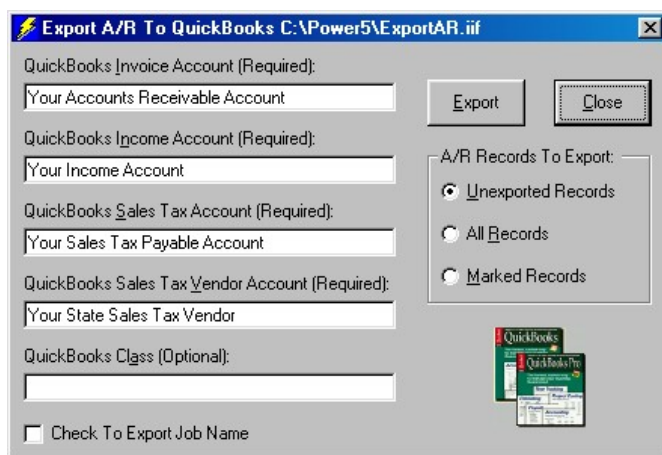 Export A/R To QuickBooks C:\Power5\ExportAR.iif
QuickBooks Invoice Account (Required):
Your Accounts Receivable Account
QuickBooks Income Account (Required):
Your Income Account
QuickBooks Sales Tax Account (Required):
Your Sales Tax Payable Account
QuickBooks Sales Tax Vendor Account (Required):
Your State Sales Tax Vendor
QuickBooks Class (Optional):
Check To Export Job Name
Export Close
A/R Records To Export:
Unexported Records
All Records
Marked Records
QuickBooks
QuickBooks Pro